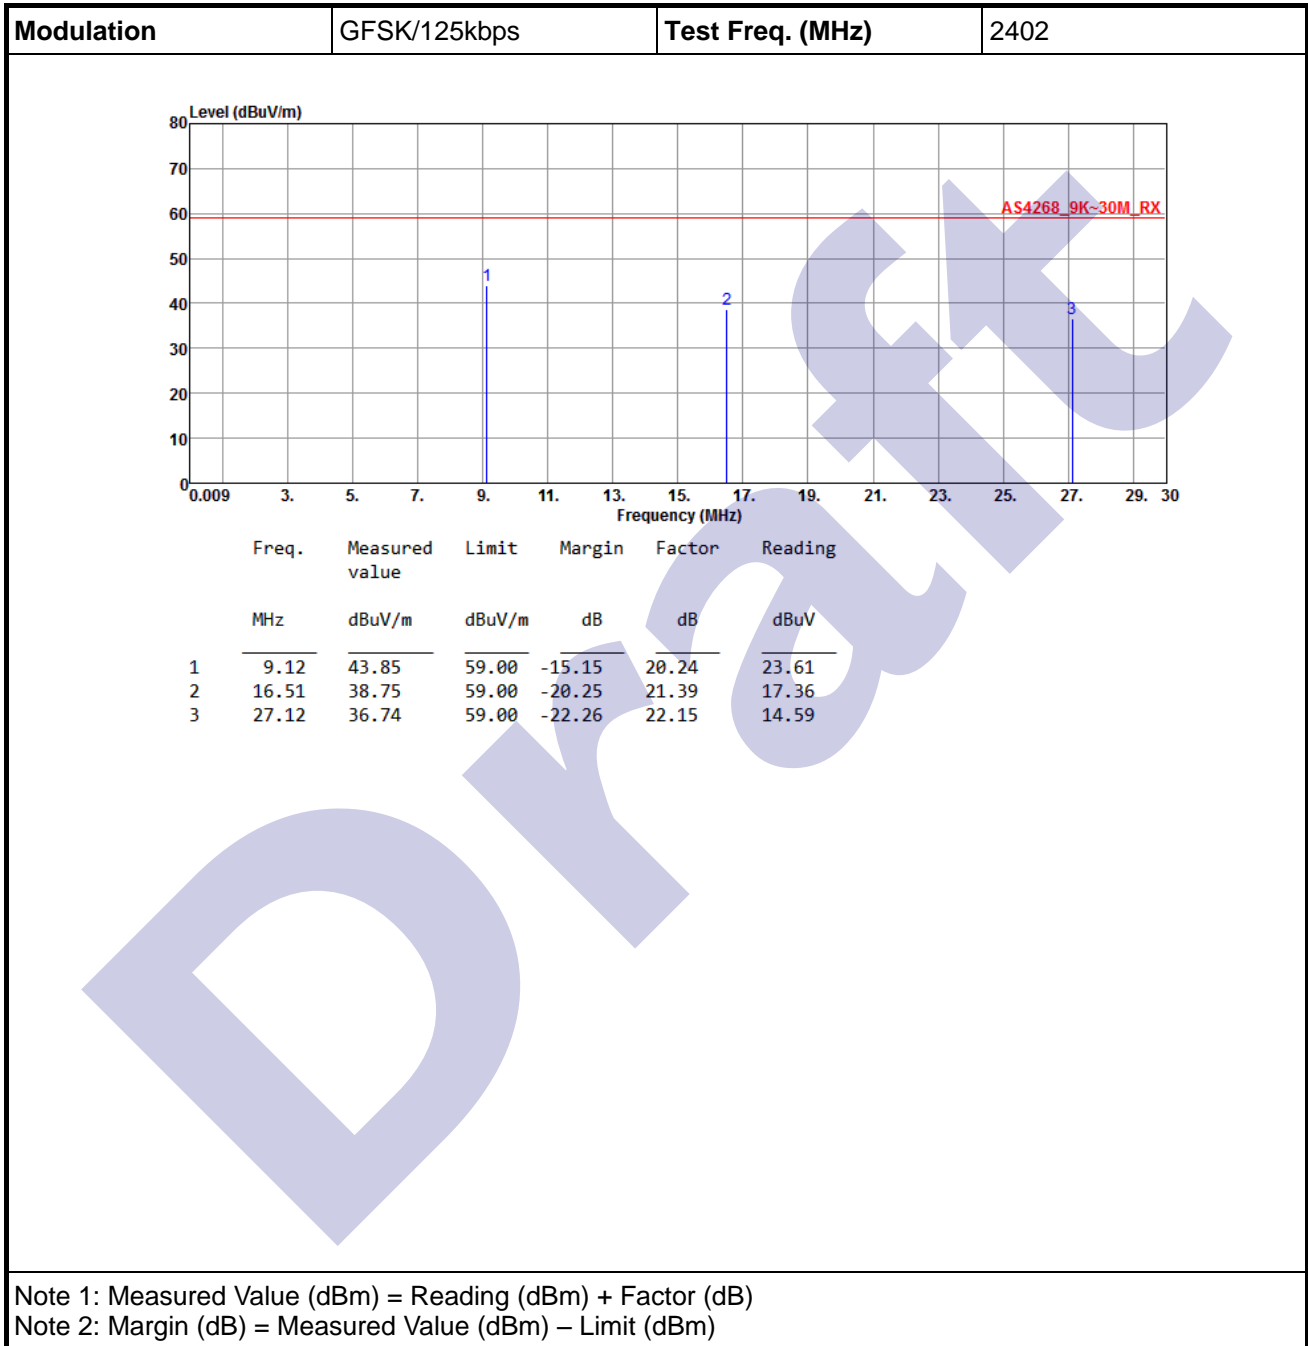 Modulation GFSK/125kbps Test Freq. (MHz) 2402
Level (dBuV/m)
80
70
AS4268_9K~30M_RX
60
50
1
40
2
3
30
20
10
0
0.009 3. 5. 7. 9. 11. 13. 15. 17. 19. 21. 23. 25. 27. 29. 30
Frequency (MHz)
Freq. Measured Limit Margin Factor Reading
value
MHz dBuV/m dBuV/m dB dB dBuV
1 9.12 43.85 59.00 -15.15 20.24 23.61
2 16.51 38.75 59.00 -20.25 21.39 17.36
3 27.12 36.74 59.00 -22.26 22.15 14.59
Draft
Note 1: Measured Value (dBm) = Reading (dBm) + Factor (dB)
Note 2: Margin (dB) = Measured Value (dBm) – Limit (dBm)